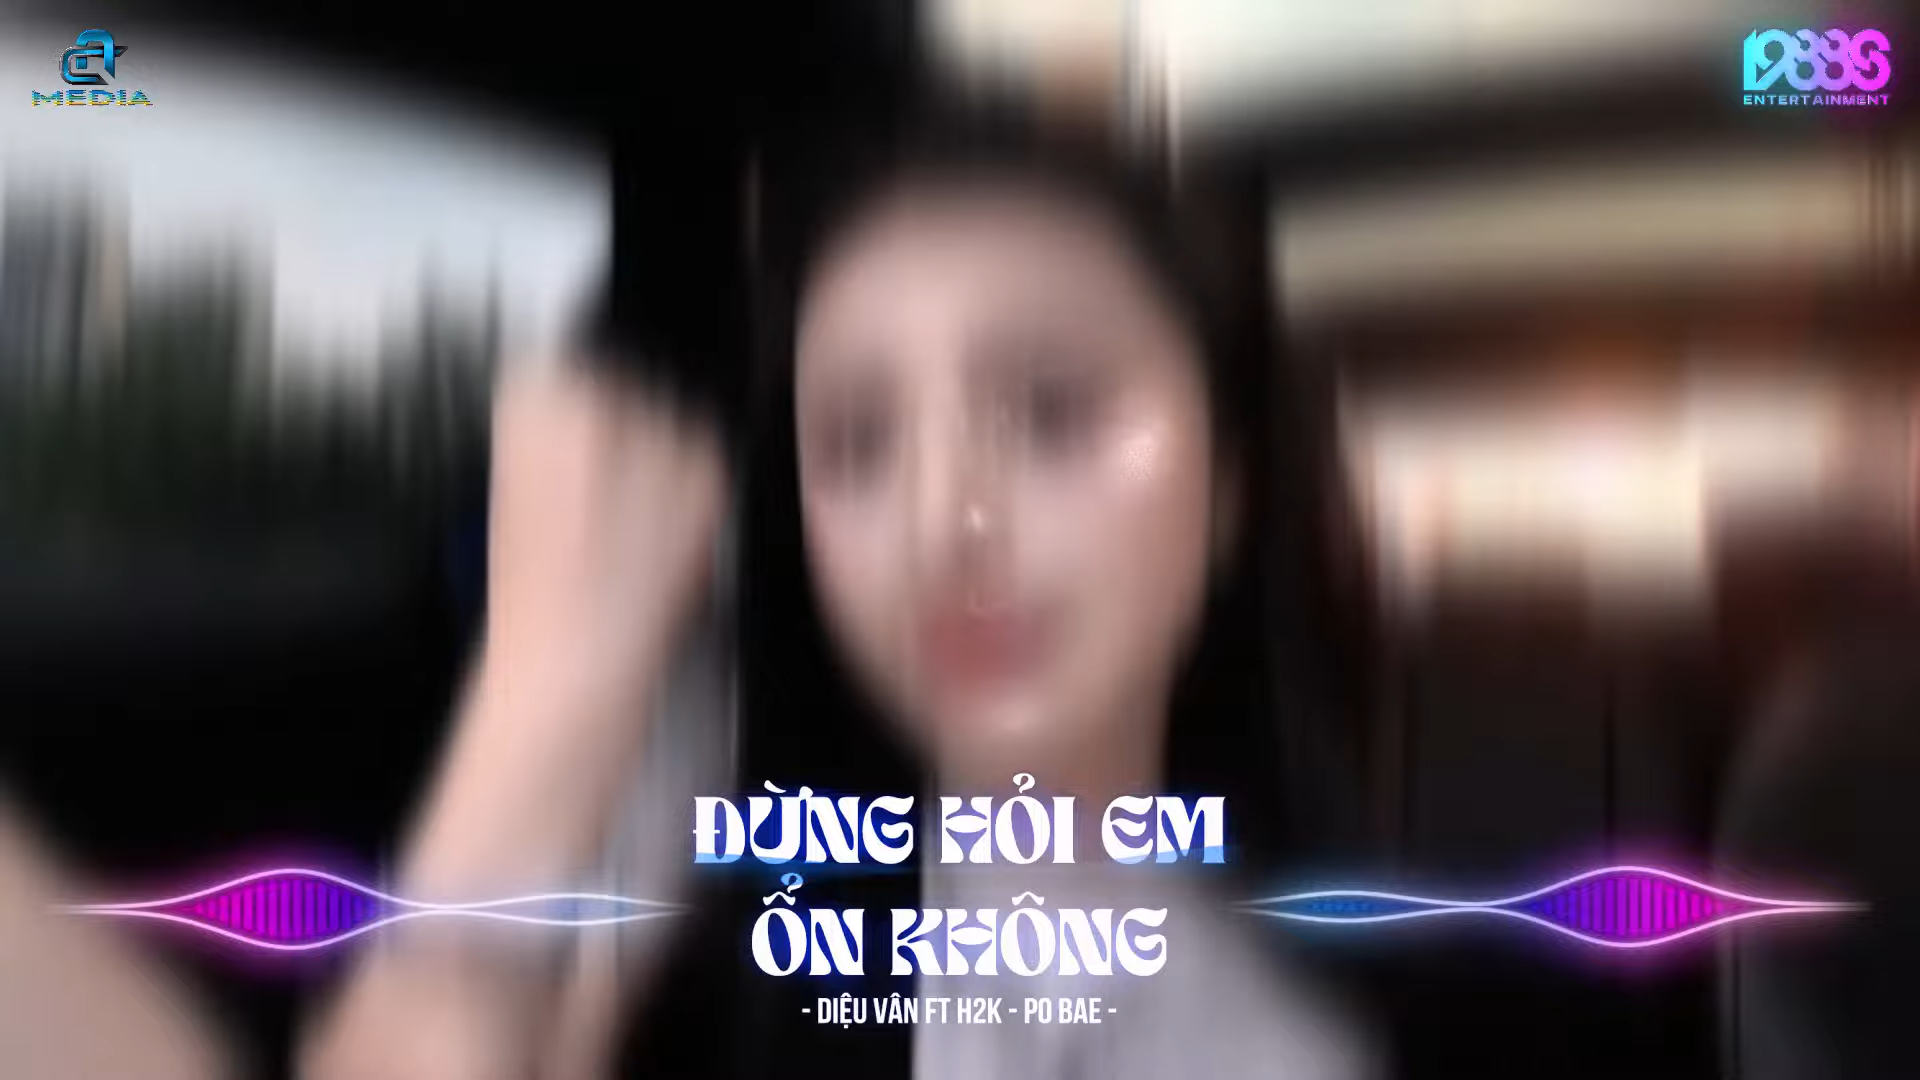 MEDIA
1988S
ENTERTAINMENT
ĐỪNG HỎI EM
ỔN KHÔNG
- DIỆU VÂN FT H2K - PO BAE -